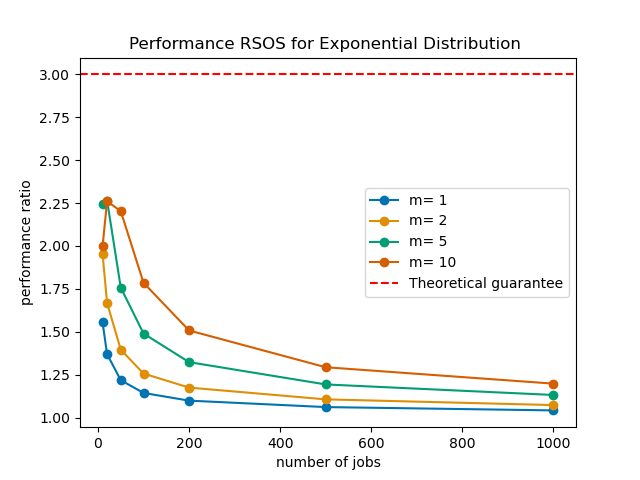 Performance RSOS for Exponential Distribution
performance ratio
3.00
2.75
2.50
2.25
2.00
1.75
1.50
1.25
1.00
m= 1
m= 2
m= 5
m= 10
Theoretical guarantee
0 200 400 600 800 1000
number of jobs